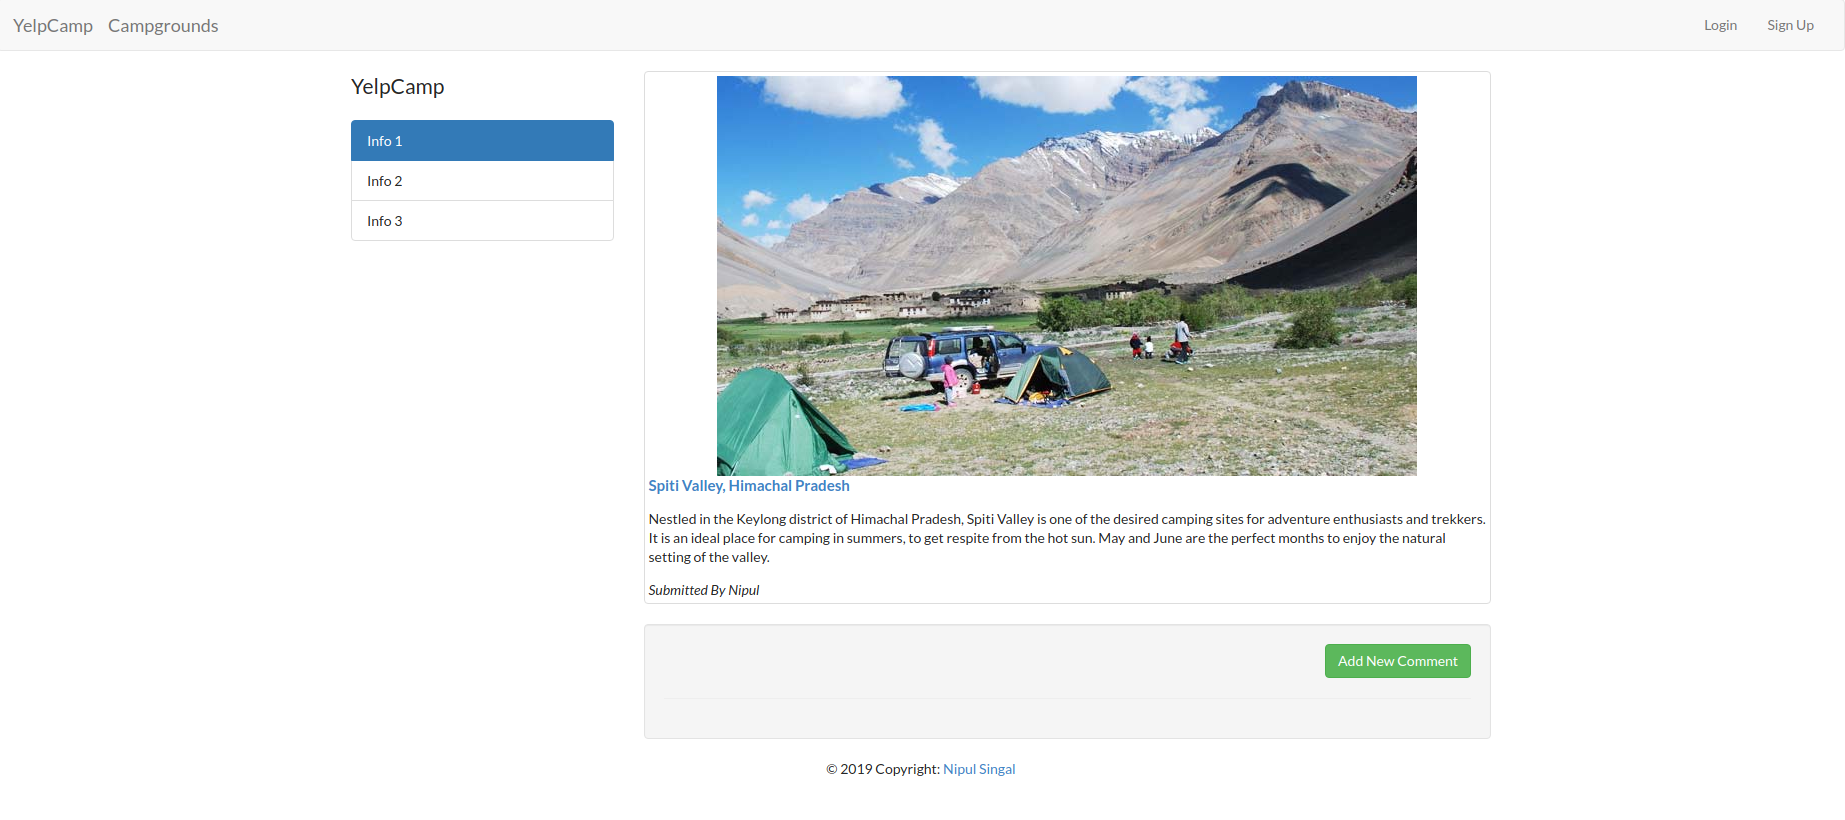 YelpCamp Campgrounds Login Sign Up
YelpCamp
Info 1
Info 2
Info 3
Spiti Valley, Himachal Pradesh
Nestled in the Keylong district of Himachal Pradesh, Spiti Valley is one of the desired camping sites for adventure enthusiasts and trekkers.
It is an ideal place for camping in summers, to get respite from the hot sun. May and June are the perfect months to enjoy the natural
setting of the valley.
Submitted By Nipul
Add New Comment
© 2019 Copyright: Nipul Singal